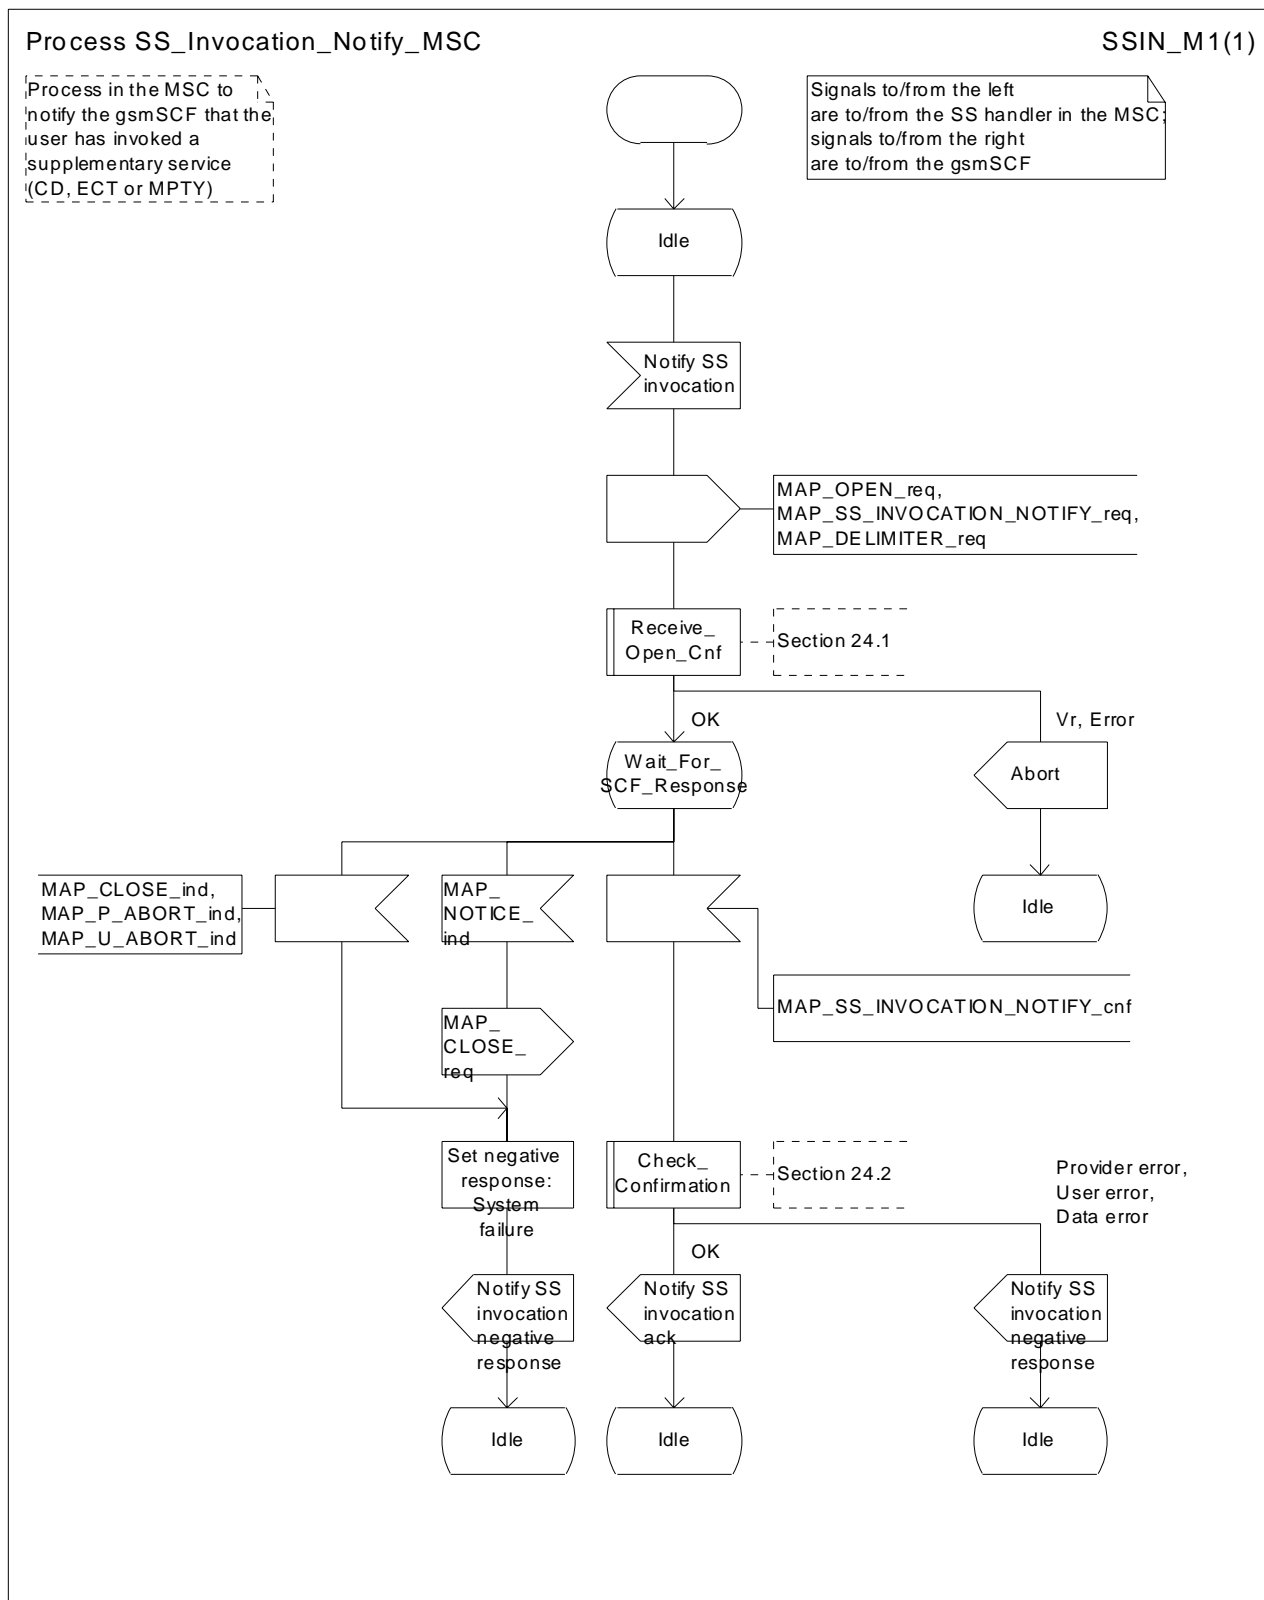 Process SS_Invocation_Notify_MSC
SSIN_M1(1)
Process in the MSC to
notify the gsmSCF that the
user has invoked a
supplementary service
(CD, ECT or MPTY)
Signals to/from the left
are to/from the SS handler in the MSC;
signals to/from the right
are to/from the gsmSCF
Idle
Notify SS
invocation
MAP_OPEN_req,
MAP_SS_INVOCATION_NOTIFY_req,
MAP_DELIMITER_req
Receive_
Open_Cnf
Section 24.1
OK
Vr, Error
Wait_For_
SCF_Response
Abort
MAP_CLOSE_ind,
MAP_P_ABORT_ind,
MAP_U_ABORT_ind
MAP_
NOTICE_
ind
Idle
MAP_SS_INVOCATION_NOTIFY_cnf
MAP_
CLOSE_
req
Set negative
response:
System
failure
Check_
Confirmation
Section 24.2
Provider error,
User error,
Data error
OK
Notify SS
invocation
negative
response
Notify SS
invocation
ack
Notify SS
invocation
negative
response
Idle
Idle
Idle